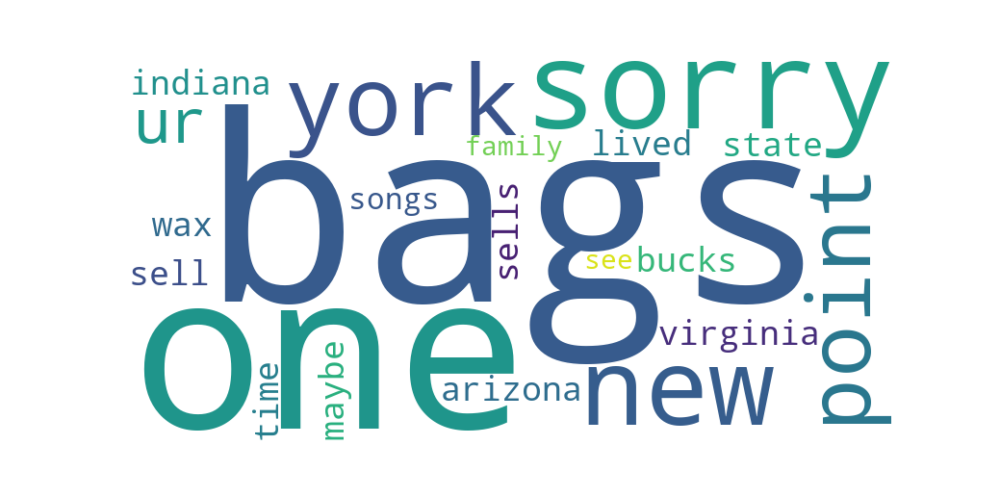 indiana
york
sorry
ur
bags
family
lived
state
songs
sells
point
wax
sell
see
bucks
one
virginia
time
maybe
arizona
new